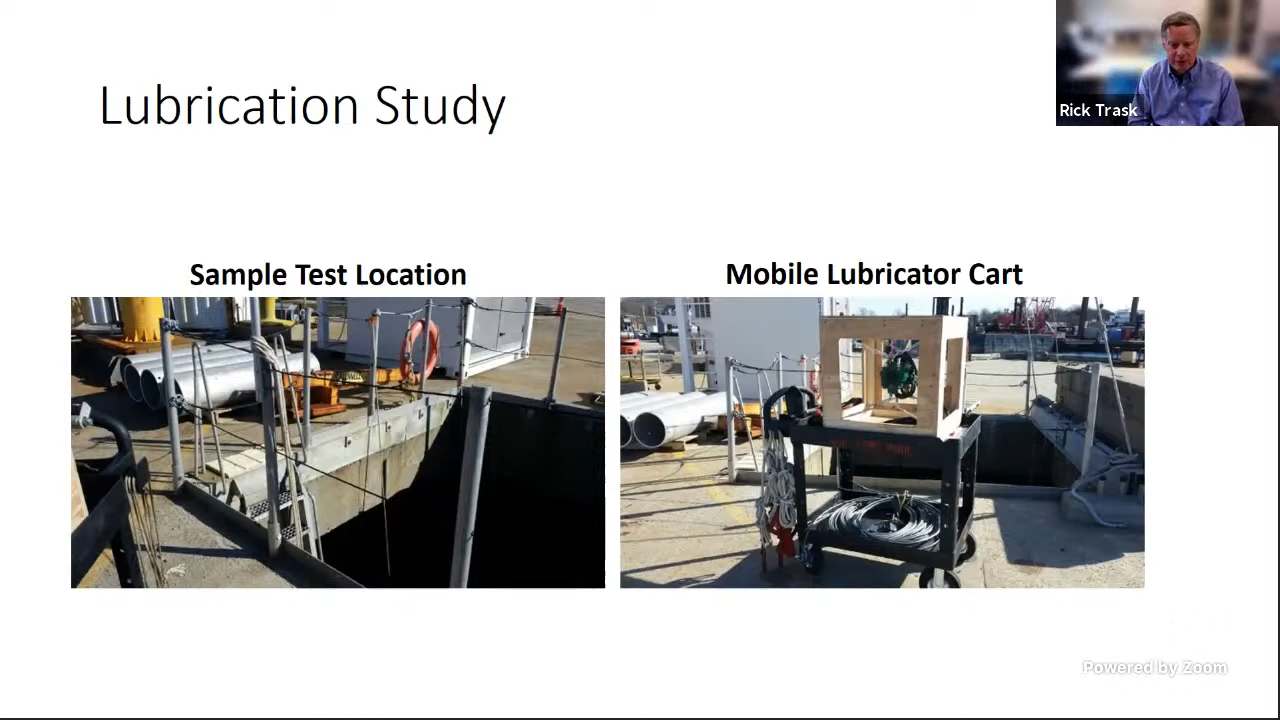 Lubrication Study
Rick Trask
Sample Test Location
Mobile Lubricator Cart
Powered by Zoom